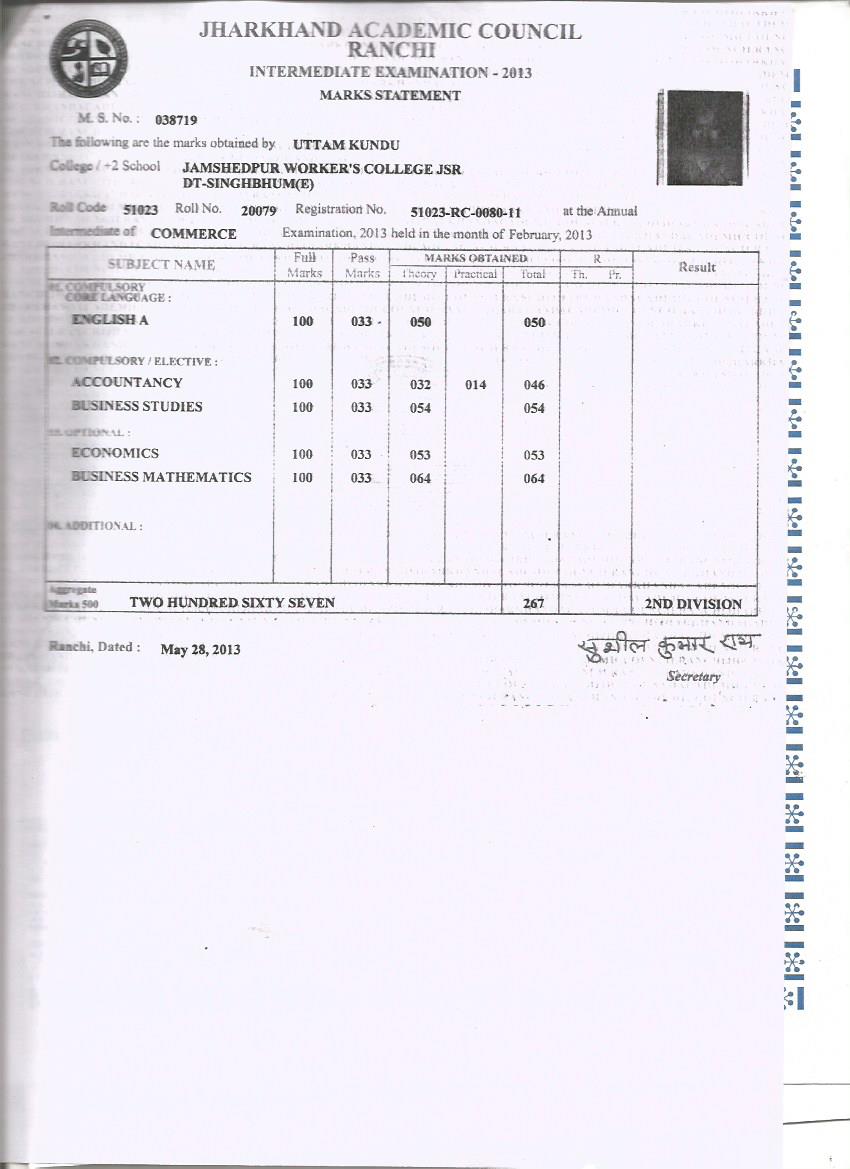 JHARKHAND ACADEMIC COUNCIL
RANCHI
INTERMEDIATE EXAMINATION - 2013
MARKS STATEMENT
M. S. No. : 038719
The following are the marks obtained by UTTAM KUNDU
College / +2 School JAMSHEDPUR WORKER'S COLLEGE JSR
DT-SINGHBHUM(E)
Roll Code 51023 Roll No. 20079 Registration No. 51023-RC-0080-11 at the Annual
Intermediate of COMMERCE Examination, 2013 held in the month of February, 2013
SUBJECT NAME Full Marks Pass Marks MARKS OBTAINED R Result
Theory Practical Total Th. Pr.
01. COMPULSORY
CORE LANGUAGE :
ENGLISH A 100 033 - 050 050
02. COMPULSORY / ELECTIVE :
ACCOUNTANCY 100 033 032 014 046
BUSINESS STUDIES 100 033 054 054
03. OPTIONAL :
ECONOMICS 100 033 053 053
BUSINESS MATHEMATICS 100 033 064 064
04. ADDITIONAL :
Aggregate
Marks 500 TWO HUNDRED SIXTY SEVEN 267 2ND DIVISION
Ranchi, Dated : May 28, 2013
सुशील कुमार राय
Secretary